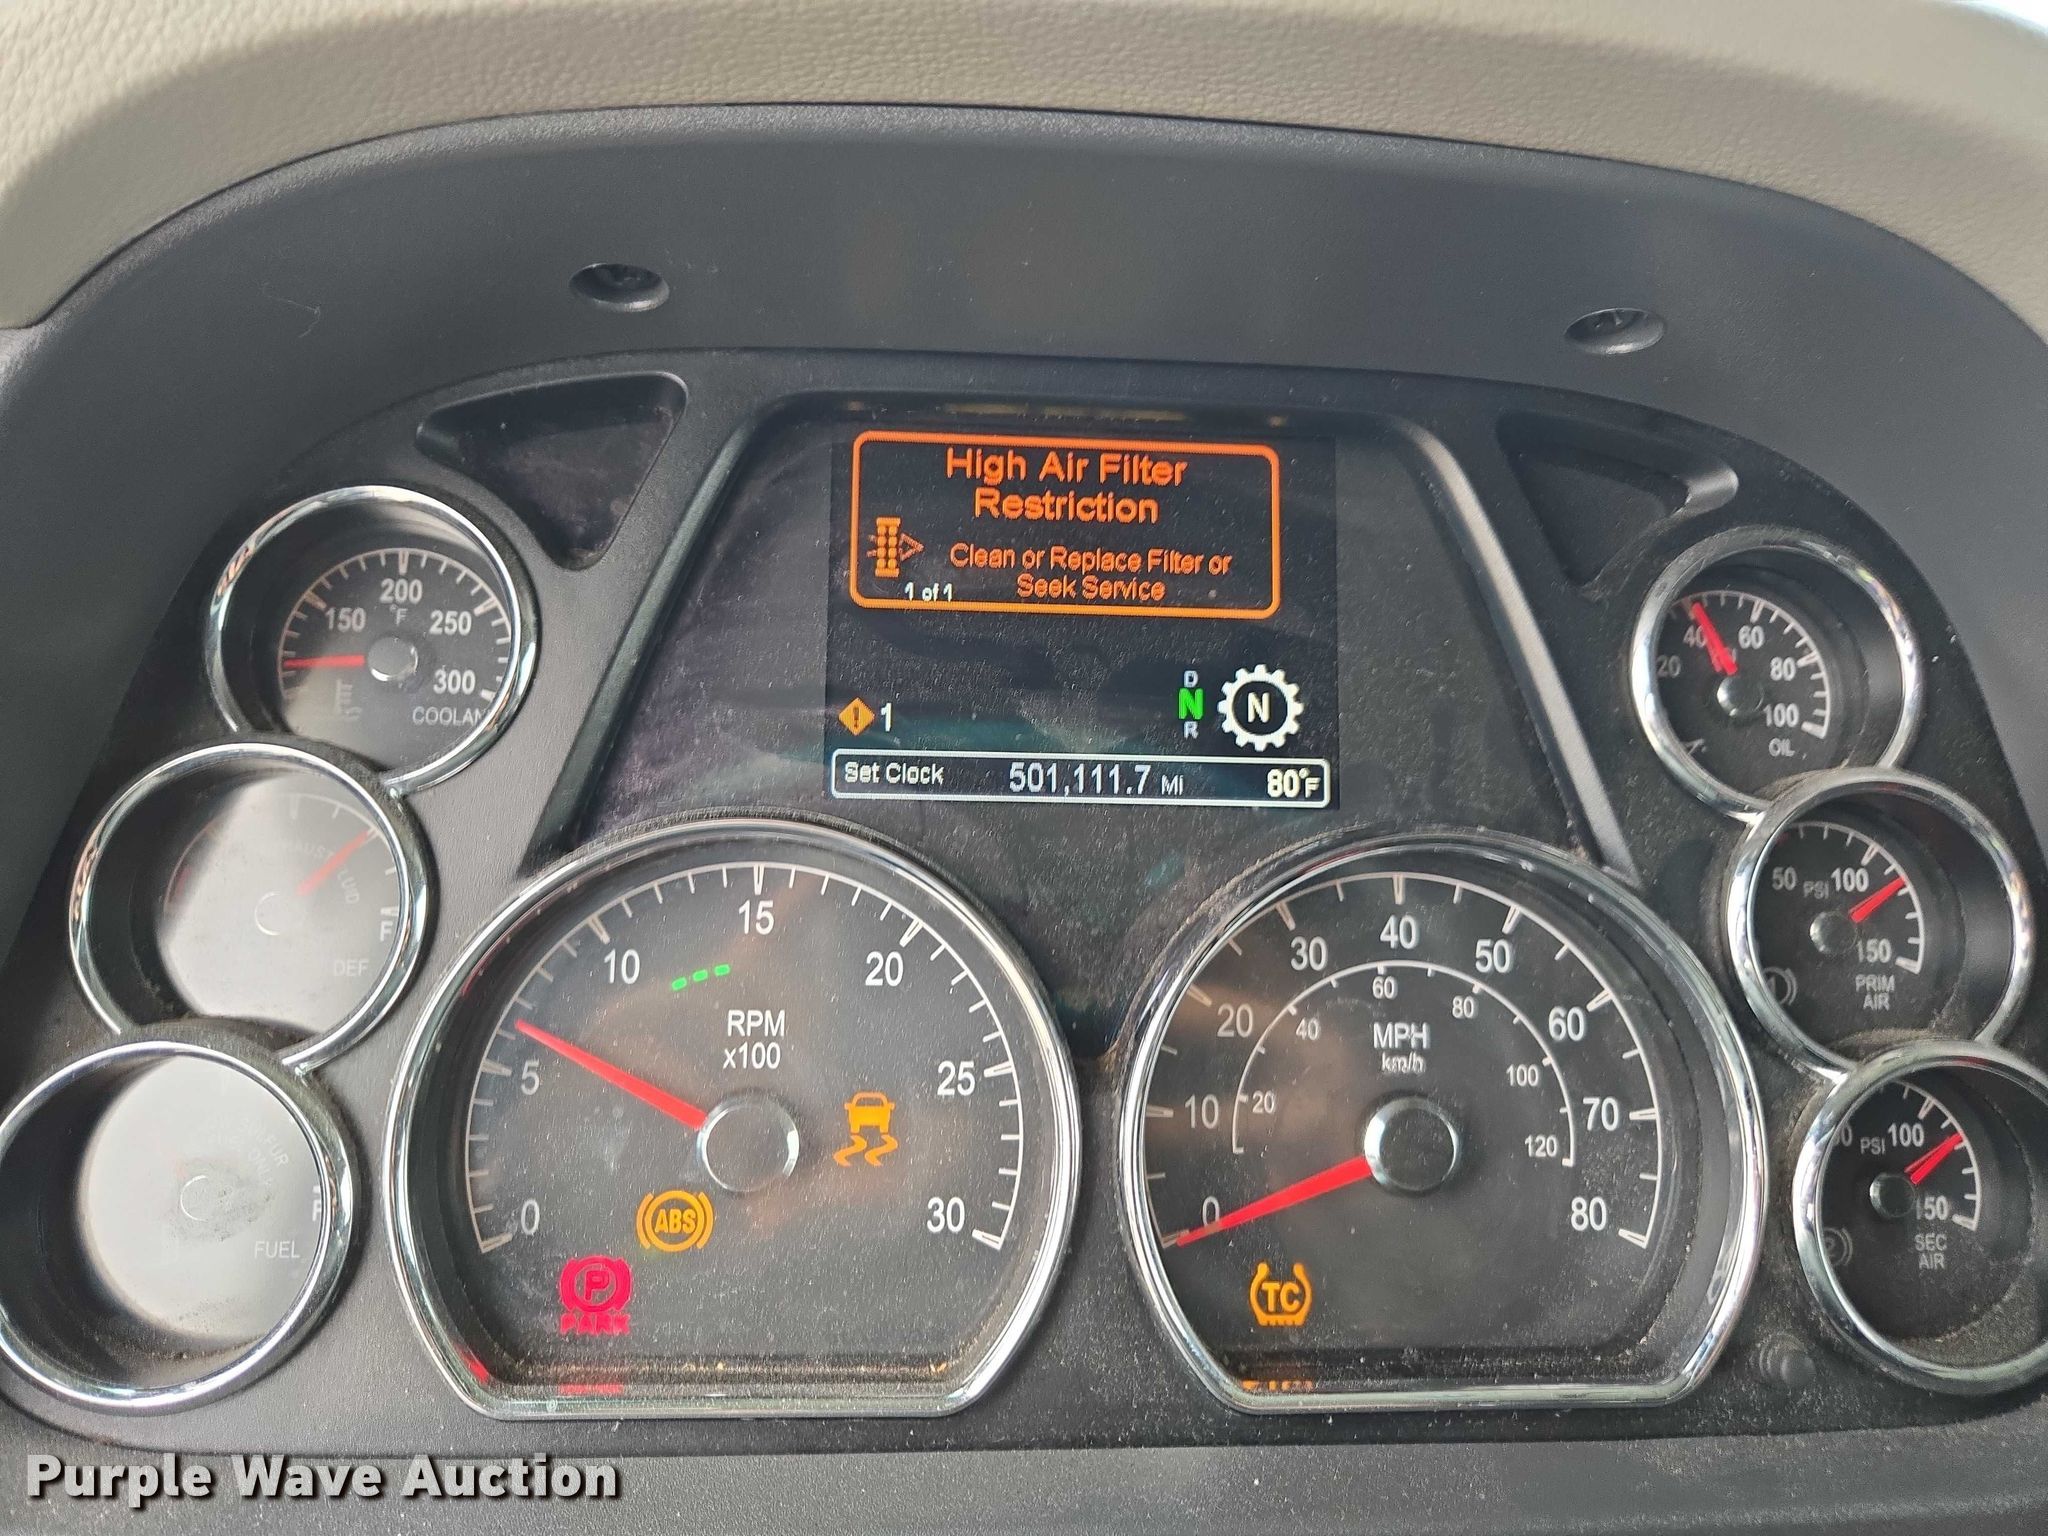 High Air Filter
Restriction
Clean or Replace Filter or
Seek Service
1 of 1
! 1
D
N
R
N
Set Clock 501,111.7 Mi 80°F
150 200 250 300
°F
40 60 80 100
20
OIL
DEF
FUEL
0 5 10 15 20 25 30
RPM
x100
ABS
P
PARK
0 10 20 30 40 50 60 70 80
20 40 60 80 100 120
MPH
km/h
TC
50 PSI 100
150
PRIM
AIR
PSI 100
150
SEC
AIR
Purple Wave Auction